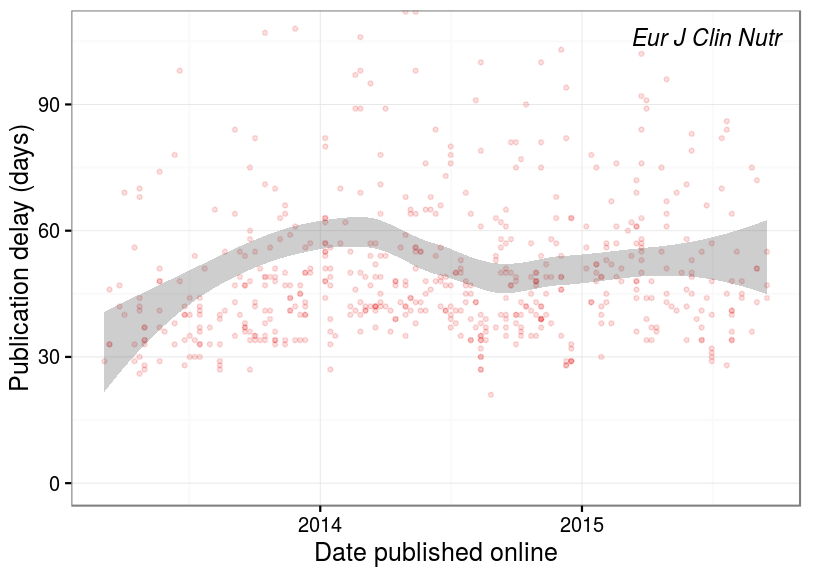 Eur J Clin Nutr
Publication delay (days)
90
60
30
0
2014 2015
Date published online